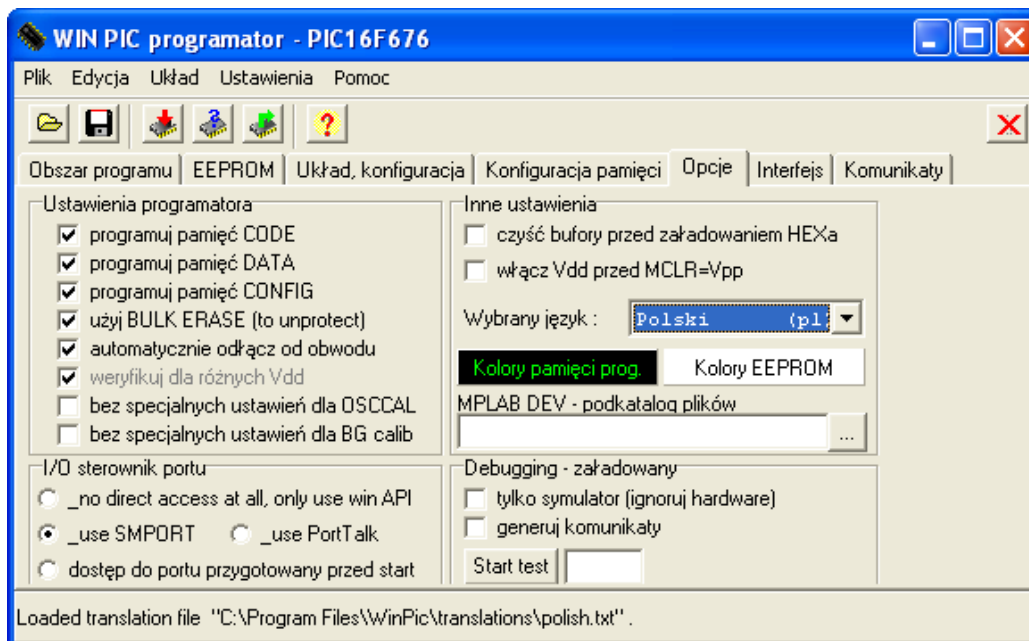 WIN PIC programator - PIC16F676
Plik Edycja Układ Ustawienia Pomoc
Obszar programu EEPROM Układ, konfiguracja Konfiguracja pamięci Opcje Interfejs Komunikaty
Ustawienia programatora
programuj pamięć CODE
programuj pamięć DATA
programuj pamięć CONFIG
użyj BULK ERASE (to unprotect)
automatycznie odłącz od obwodu
weryfikuj dla różnych Vdd
bez specjalnych ustawień dla OSCCAL
bez specjalnych ustawień dla BG calib
Inne ustawienia
czyść bufory przed załadowaniem HEXa
włącz Vdd przed MCLR=Vpp
Wybrany język : Polski (pl)
Kolory pamięci prog. Kolory EEPROM
MPLAB DEV - podkatalog plików
...
I/O sterownik portu
_no direct access at all, only use win API
_use SMPORT _use PortTalk
dostęp do portu przygotowany przed start
Debugging - załadowany
tylko symulator (ignoruj hardware)
generuj komunikaty
Start test
Loaded translation file "C:\Program Files\WinPic\translations\polish.txt" .